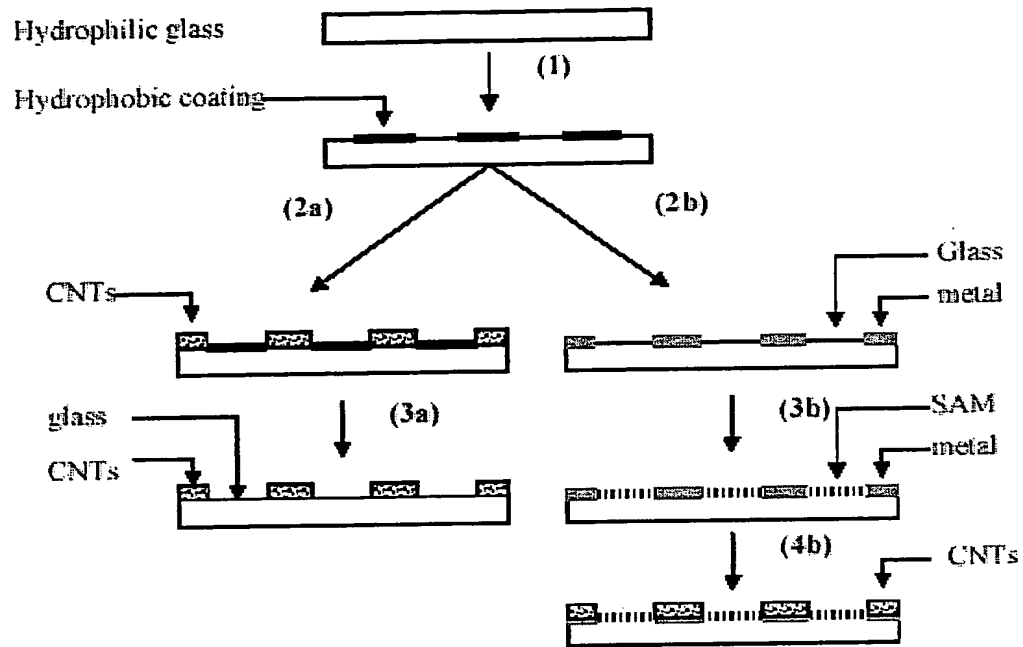 Hydrophilic glass
(1)
Hydrophobic coating
(2a)
(2b)
CNTs
Glass
metal
glass
CNTs
(3a)
(3b)
SAM
metal
(4b)
CNTs